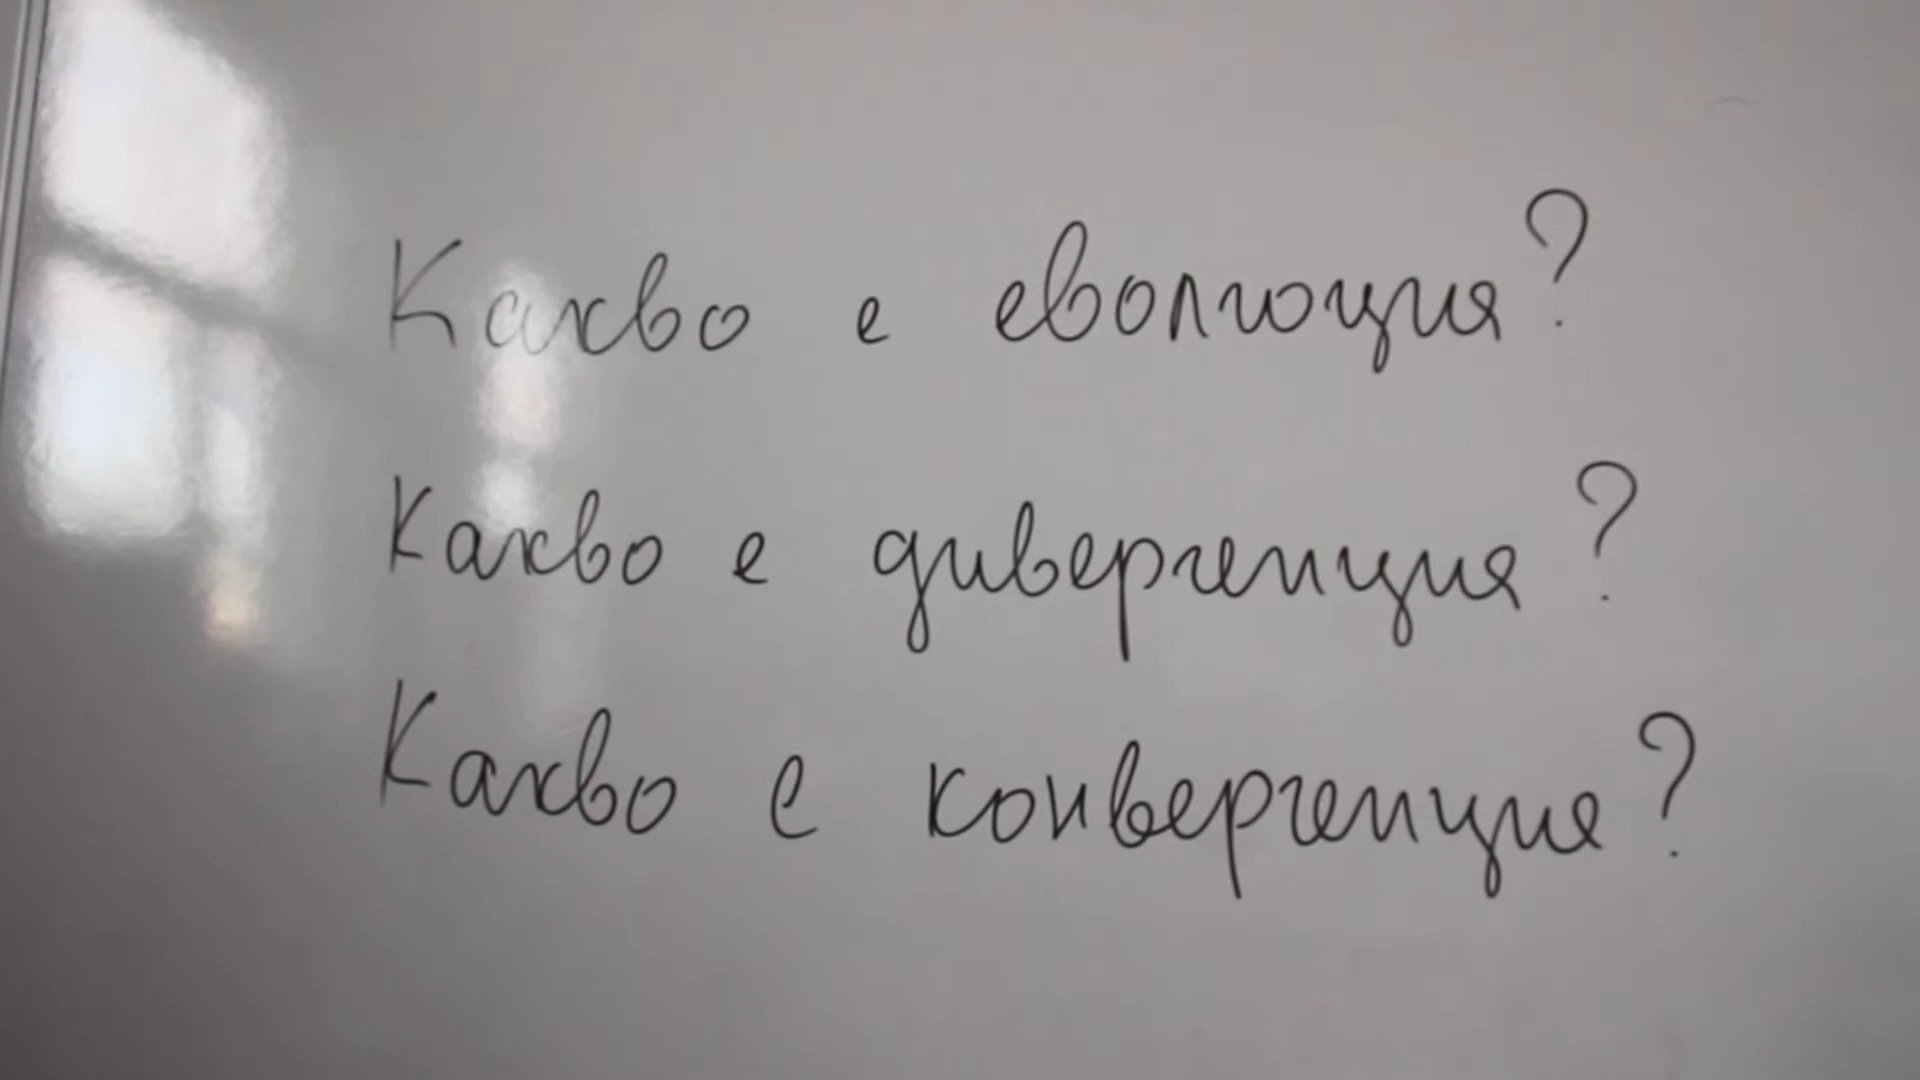 Какво е еволюция?
Какво е дивергенция?
Какво е конвергенция?